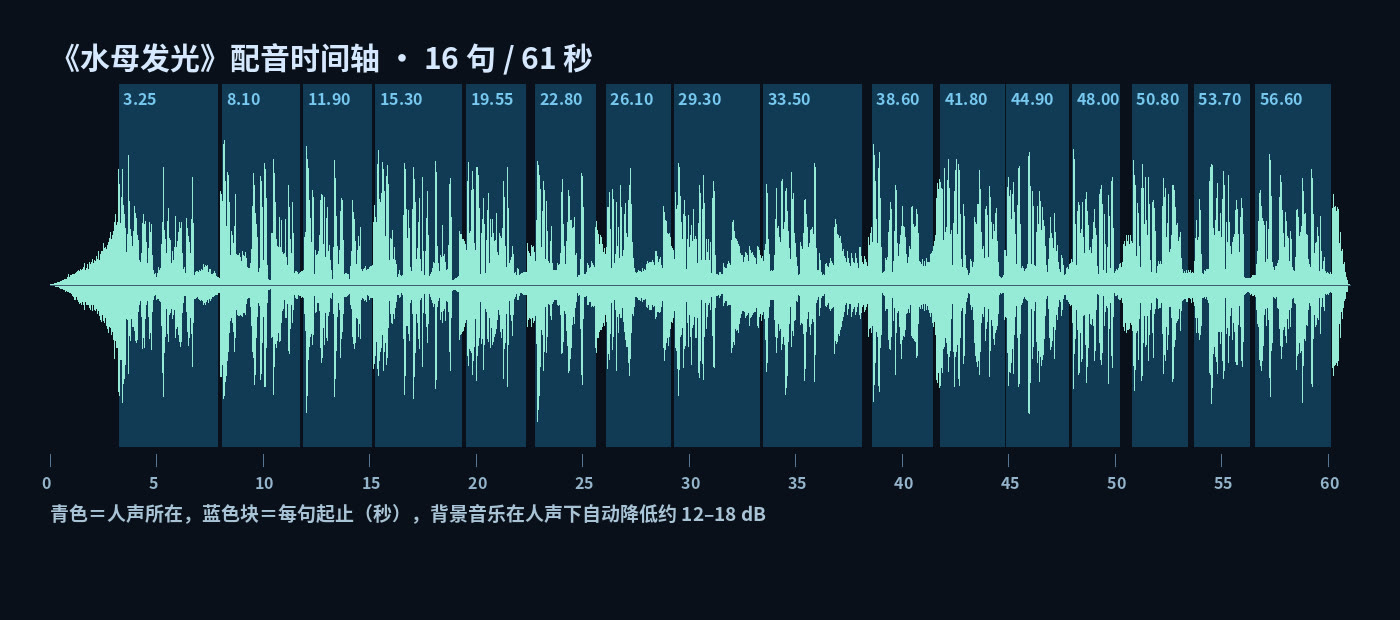 《水母发光》配音时间轴 · 16 句 / 61 秒
3.25 8.10 11.90 15.30 19.55 22.80 26.10 29.30 33.50 38.60 41.80 44.90 48.00 50.80 53.70 56.60
0 5 10 15 20 25 30 35 40 45 50 55 60
青色＝人声所在，蓝色块＝每句起止（秒），背景音乐在人声下自动降低约 12–18 dB